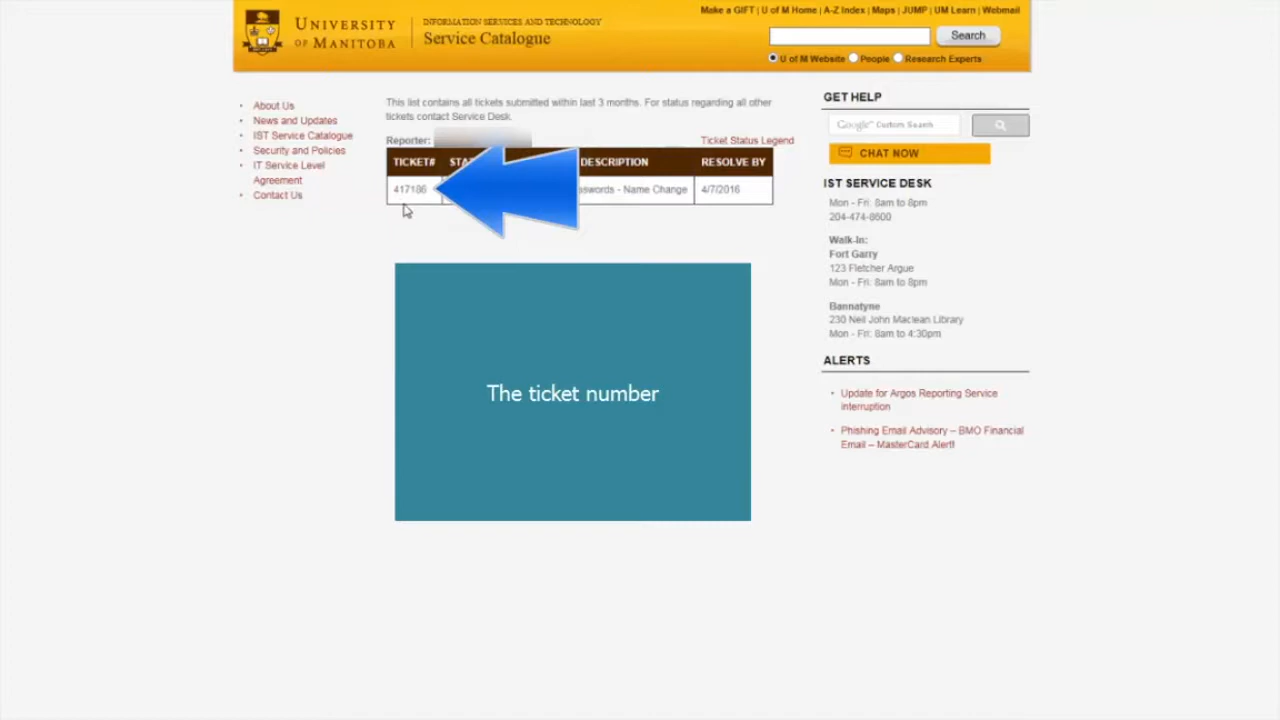 Make a GIFT | U of M Home | A-Z Index | Maps | JUMP | UM Learn | Webmail
UNIVERSITY
OF MANITOBA
INFORMATION SERVICES AND TECHNOLOGY
Service Catalogue
Search
U of M Website People Research Experts
About Us
News and Updates
IST Service Catalogue
Security and Policies
IT Service Level
Agreement
Contact Us
This list contains all tickets submitted within last 3 months. For status regarding all other
tickets contact Service Desk.
Reporter:
Ticket Status Legend
TICKET# DESCRIPTION RESOLVE BY
417186 - Name Change 4/7/2016
The ticket number
GET HELP
Google™ Custom Search
CHAT NOW
IST SERVICE DESK
Mon - Fri: 8am to 8pm
204-474-8600
Walk-In:
Fort Garry
123 Fletcher Argue
Mon - Fri: 8am to 8pm
Bannatyne
230 Neil John Maclean Library
Mon - Fri: 8am to 4:30pm
ALERTS
Update for Argos Reporting Service
interruption
Phishing Email Advisory – BMO Financial
Email – MasterCard Alert!